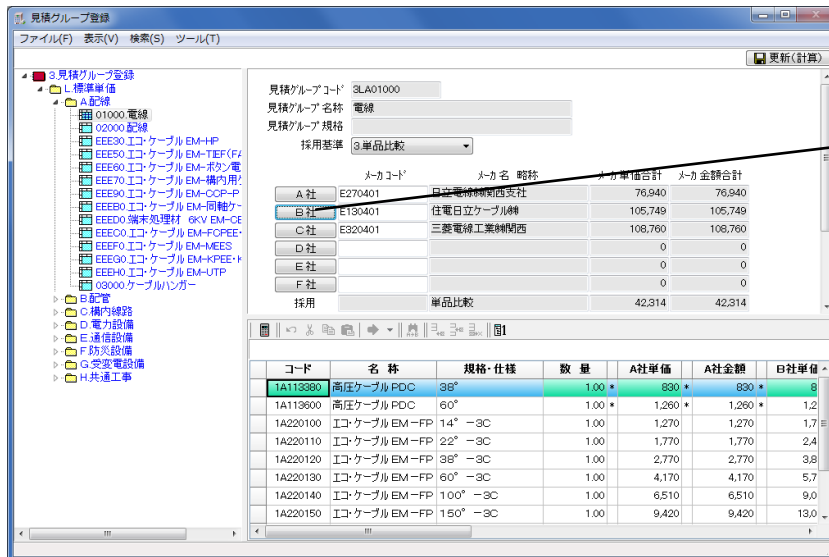 見積グループ登録
ファイル(F) 表示(V) 検索(S) ツール(T)
更新(計算)
3.見積グループ登録
L.標準単価
A.配線
01000.電線
02000.配線
EEE30.エコ・ケーブル EM-HP
EEE50.エコ・ケーブル EM-TIEF(FA
EEE60.エコ・ケーブル EM-ボタン電
EEE70.エコ・ケーブル EM-構内用ケ
EEE90.エコ・ケーブル EM-CCP-P
EEEB0.エコ・ケーブル EM-同軸ケー
EEED0.端末処理材 6KV EM-CE
EEEC0.エコ・ケーブル EM-FCPEE・
EEEF0.エコ・ケーブル EM-MEES
EEEG0.エコ・ケーブル EM-KPEE・K
EEEH0.エコ・ケーブル EM-UTP
03000.ケーブルハンガー
B.配管
C.構内線路
D.電力設備
E.通信設備
F.防災設備
G.受変電設備
H.共通工事
見積グループコード 3LA01000
見積グループ名称 電線
見積グループ規格
採用基準 3.単品比較
メーカコード メーカ名 略称 メーカ単価合計 メーカ金額合計
A 社 E270401 日立電線㈱関西支社 76,940 76,940
B 社 E130401 住電日立ケーブル㈱ 105,749 105,749
C 社 E320401 三菱電線工業㈱関西 108,760 108,760
D 社 0 0
E 社 0 0
F 社 0 0
採用 単品比較 42,314 42,314
コード 名 称 規格・仕様 数 量 A社単価 A社金額 B社単価
1A113380 高圧ケーブル PDC 38° 1.00 * 830 * 830 * 8
1A113600 高圧ケーブル PDC 60° 1.00 * 1,260 * 1,260 * 1,2
1A220100 エコ・ケーブル EM－FP 14° －3C 1.00 1,270 1,270 1,7
1A220110 エコ・ケーブル EM－FP 22° －3C 1.00 1,770 1,770 2,4
1A220120 エコ・ケーブル EM－FP 38° －3C 1.00 2,770 2,770 3,8
1A220130 エコ・ケーブル EM－FP 60° －3C 1.00 4,170 4,170 5,7
1A220140 エコ・ケーブル EM－FP 100° －3C 1.00 6,510 6,510 9,0
1A220150 エコ・ケーブル EM－FP 150° －3C 1.00 9,420 9,420 13,0